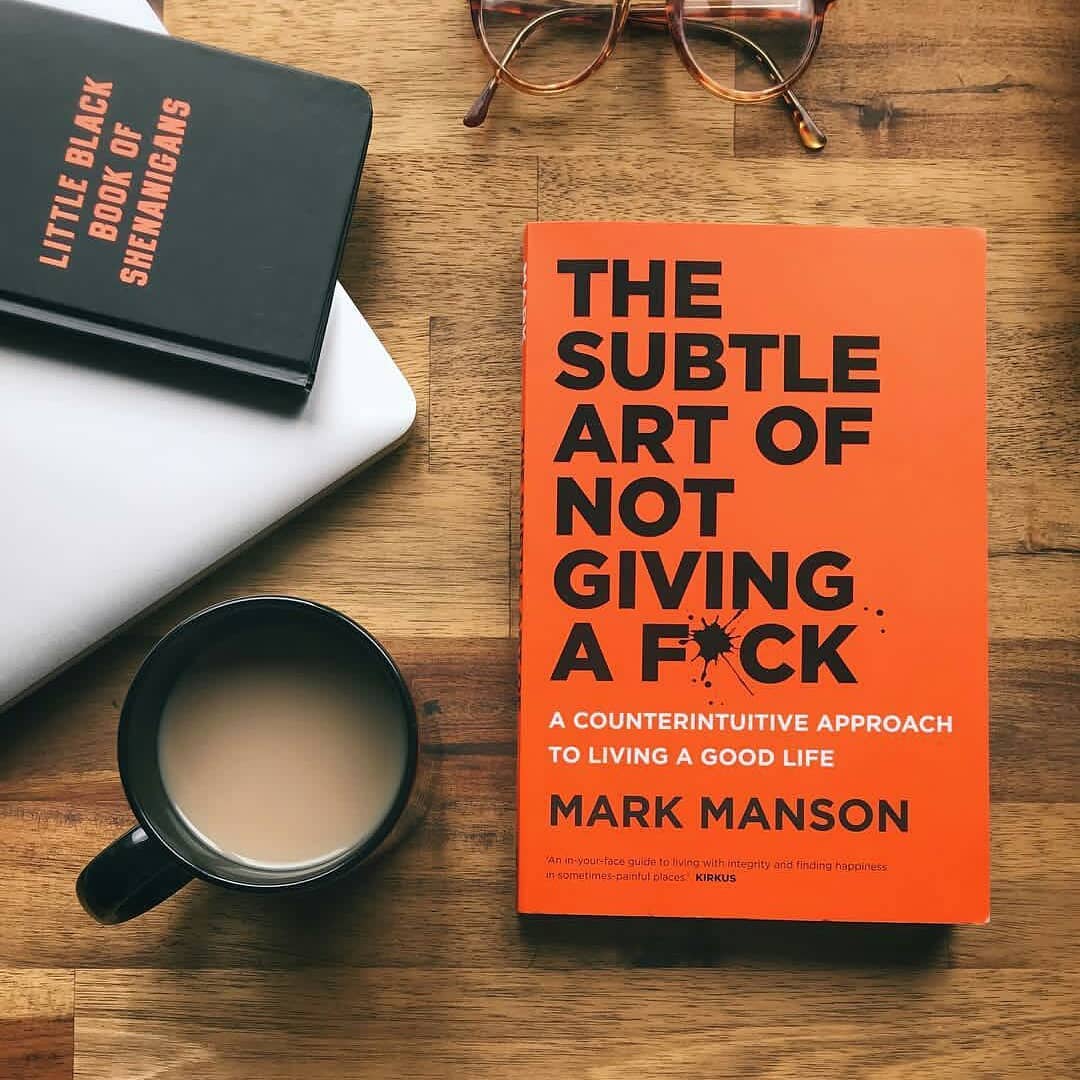 LITTLE BLACK
BOOK OF
SHENANIGANS
THE
SUBTLE
ART OF
NOT
GIVING
A F*CK
A COUNTERINTUITIVE APPROACH
TO LIVING A GOOD LIFE
MARK MANSON
'An in-your-face guide to living with integrity and finding happiness
in sometimes-painful places.' KIRKUS